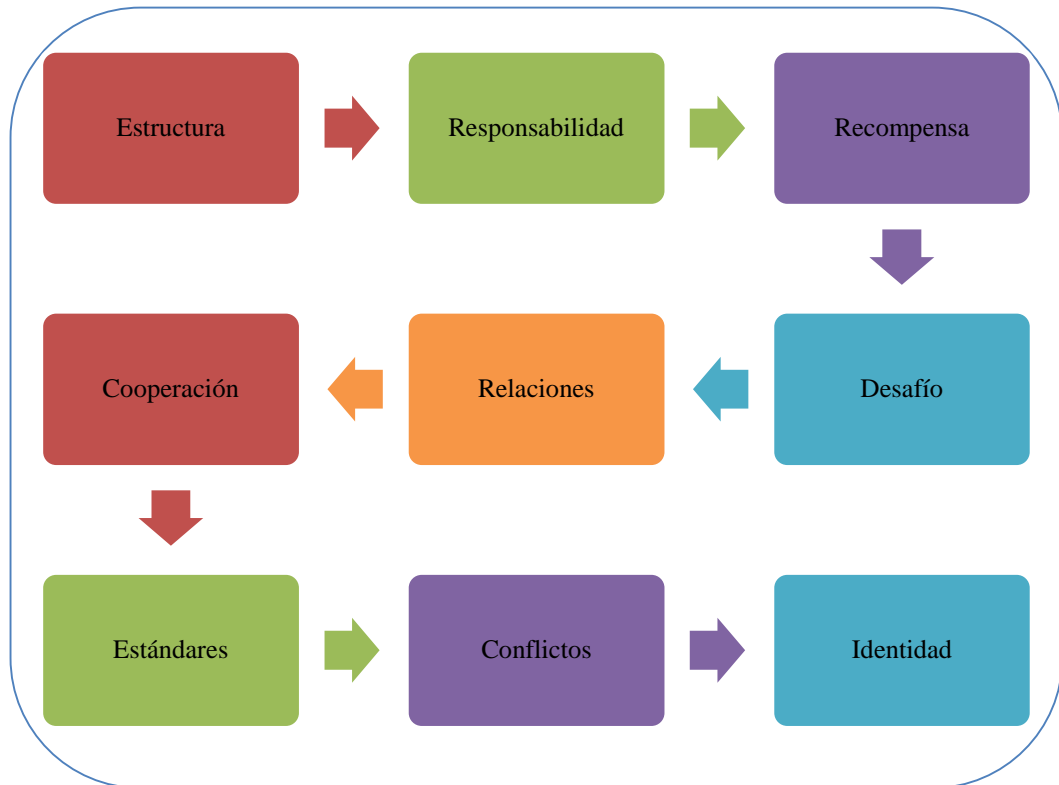 Estructura
Responsabilidad
Recompensa
Desafío
Relaciones
Cooperación
Estándares
Conflictos
Identidad